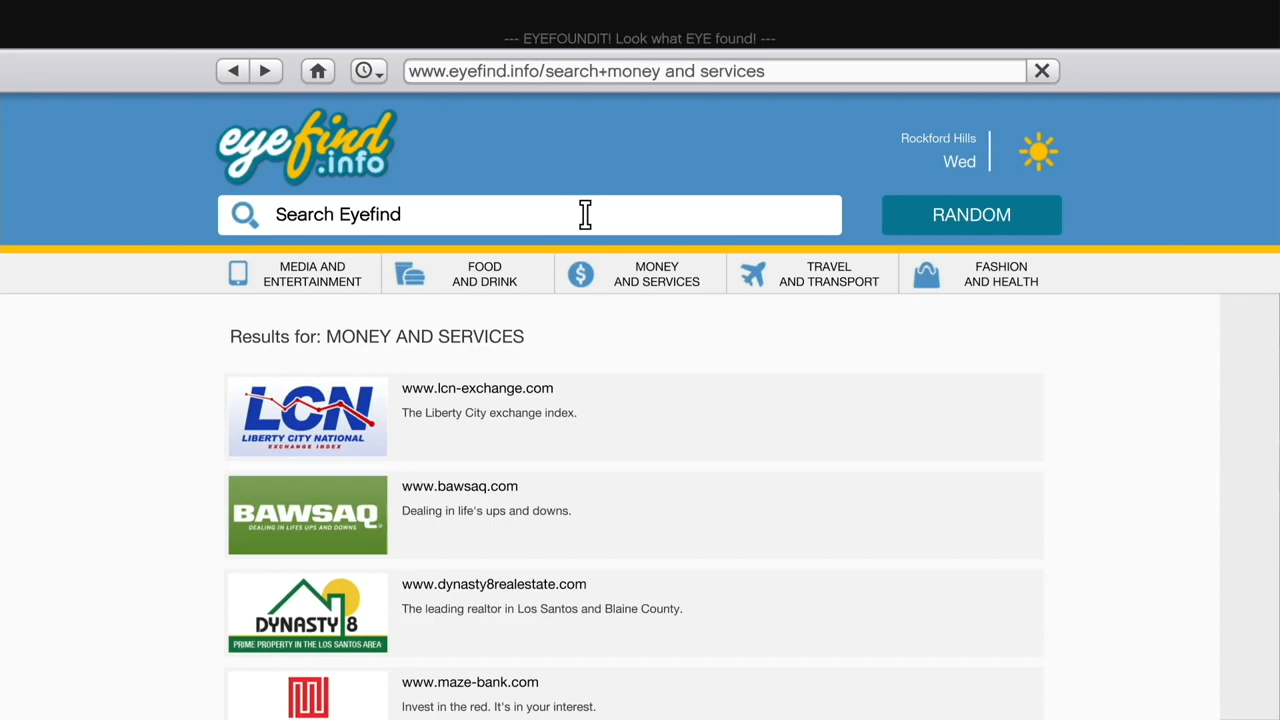 --- EYEFOUNDIT! Look what EYE found! ---
www.eyefind.info/search+money and services
eyefind
.info
Rockford Hills
Wed
Search Eyefind
RANDOM
MEDIA AND
ENTERTAINMENT
FOOD
AND DRINK
MONEY
AND SERVICES
TRAVEL
AND TRANSPORT
FASHION
AND HEALTH
Results for: MONEY AND SERVICES
LCN
LIBERTY CITY NATIONAL
EXCHANGE INDEX
www.lcn-exchange.com
The Liberty City exchange index.
BAWSAQ
DEALING IN LIFES UPS AND DOWNS
www.bawsaq.com
Dealing in life's ups and downs.
DYNASTY 8
PRIME PROPERTY IN THE LOS SANTOS AREA
www.dynasty8realestate.com
The leading realtor in Los Santos and Blaine County.
www.maze-bank.com
Invest in the red. It's in your interest.